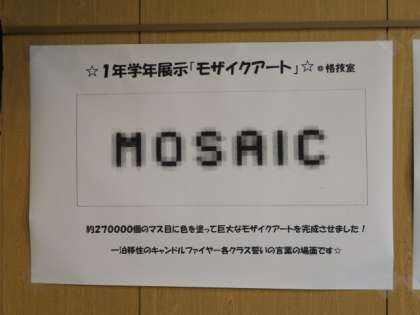 ☆1年学年展示「モザイクアート」☆@格技室
MOSAIC
約270000個のマス目に色を塗って巨大なモザイクアートを完成させました!
一泊移住のキャンドルファイヤー各クラス誓いの言葉の場面です☆